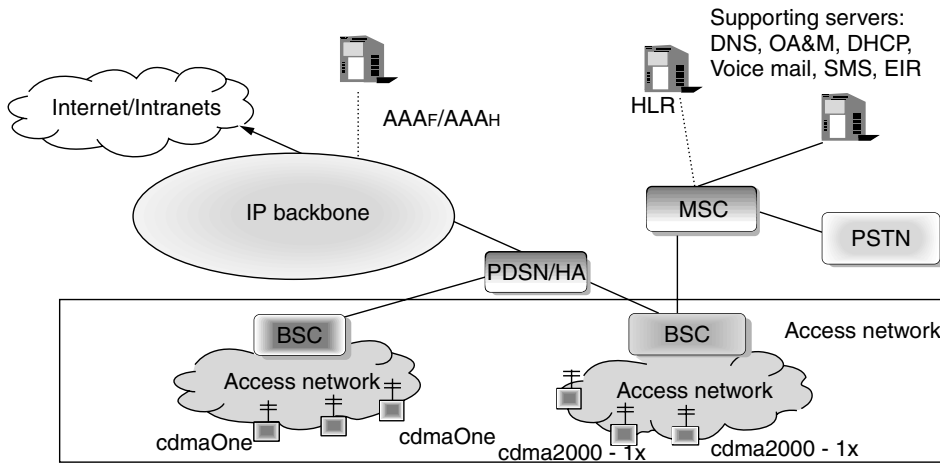 Supporting servers:
DNS, OA&M, DHCP,
Voice mail, SMS, EIR
HLR
Internet/Intranets
AAAF/AAAH
IP backbone
MSC
PSTN
PDSN/HA
BSC
BSC
Access network
Access network
Access network
cdmaOne
cdmaOne
cdma2000 - 1x
cdma2000 - 1x